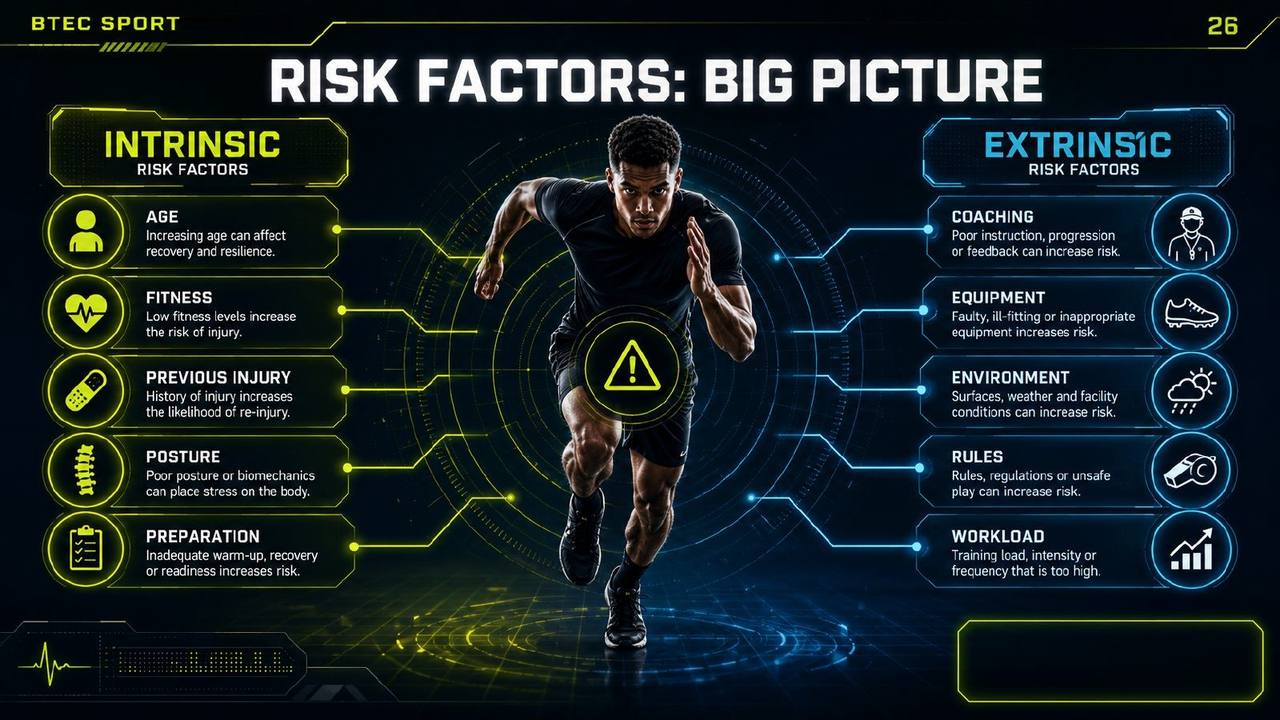 BTEC SPORT
26
RISK FACTORS: BIG PICTURE
INTRINSIC
RISK FACTORS
AGE
Increasing age can affect
recovery and resilience.
FITNESS
Low fitness levels increase
the risk of injury.
PREVIOUS INJURY
History of injury increases
the likelihood of re-injury.
POSTURE
Poor posture or biomechanics
can place stress on the body.
PREPARATION
Inadequate warm-up, recovery
or readiness increases risk.
EXTRINSIC
RISK FACTORS
COACHING
Poor instruction, progression
or feedback can increase risk.
EQUIPMENT
Faulty, ill-fitting or inappropriate
equipment increases risk.
ENVIRONMENT
Surfaces, weather and facility
conditions can increase risk.
RULES
Rules, regulations or unsafe
play can increase risk.
WORKLOAD
Training load, intensity or
frequency that is too high.